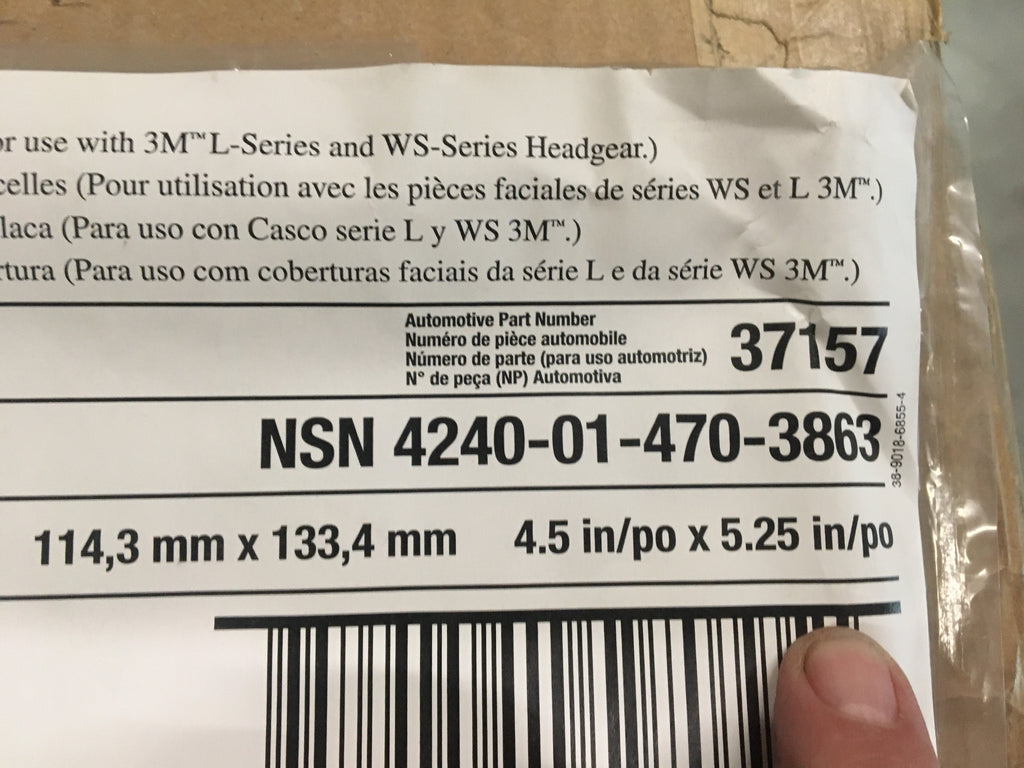 use with 3M™ L-Series and WS-Series Headgear.)
(Pour utilisation avec les pièces faciales de séries WS et L 3M™.)
(Para uso con Casco serie L y WS 3M™.)
(Para uso com coberturas faciais da série L e da série WS 3M™.)
Automotive Part Number
Numéro de pièce automobile
Número de parte (para uso automotriz)
N° de peça (NP) Automotiva
37157
NSN 4240-01-470-3863
38-9018-6855-4
114,3 mm x 133,4 mm 4.5 in/po x 5.25 in/po